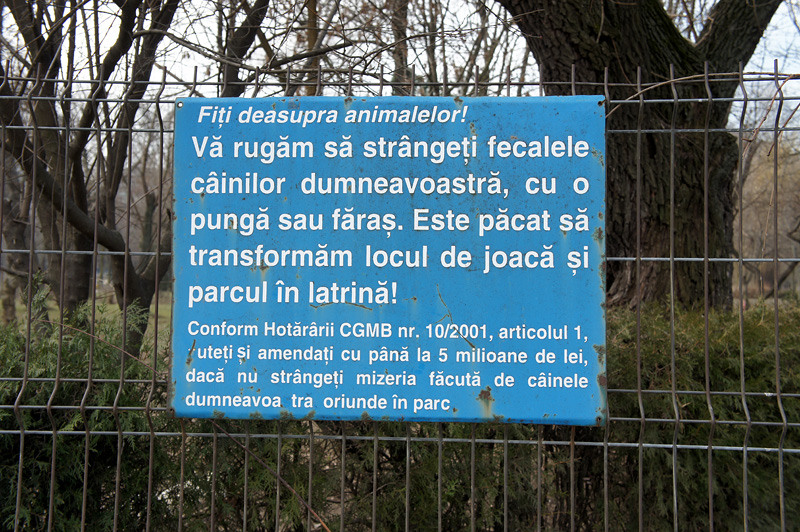 Fiți deasupra animalelor!
Vă rugăm să strângeți fecalele
câinilor dumneavoastră, cu o
pungă sau făraș. Este păcat să
transformăm locul de joacă și
parcul în latrină!
Conform Hotărârii CGMB nr. 10/2001, articolul 1,
uteți și amendați cu până la 5 milioane de lei,
dacă nu strângeți mizeria făcută de câinele
dumneavoa tra oriunde în parc.